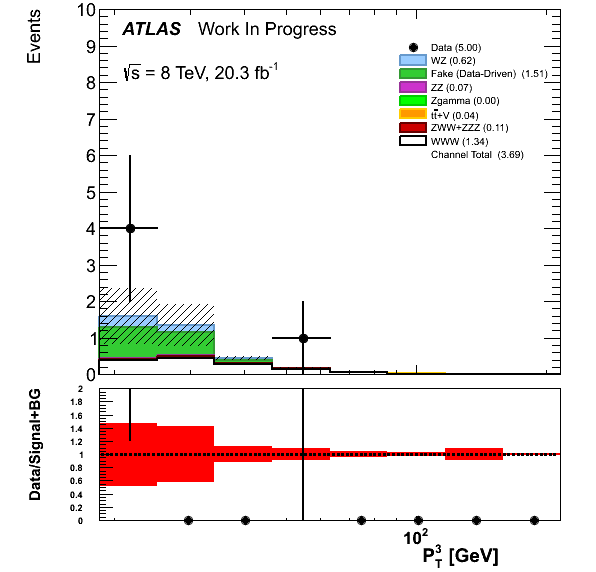 Events
10
9
8
7
6
5
4
3
2
1
0
ATLAS Work In Progress
√s = 8 TeV, 20.3 fb⁻¹
Data (5.00)
WZ (0.62)
Fake (Data-Driven) (1.51)
ZZ (0.07)
Zgamma (0.00)
tt̄+V (0.04)
ZWW+ZZZ (0.11)
WWW (1.34)
Channel Total (3.69)
Data/Signal+BG
2
1.8
1.6
1.4
1.2
1
0.8
0.6
0.4
0.2
0
10²
P³_T [GeV]